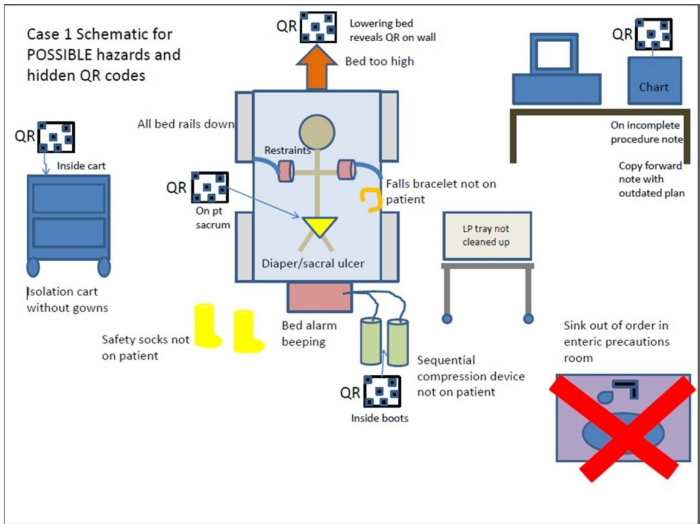 Case 1 Schematic for
POSSIBLE hazards and
hidden QR codes
QR
Lowering bed
reveals QR on wall
Bed too high
QR
Chart
On incomplete
procedure note
Copy forward
note with
outdated plan
All bed rails down
Restraints
QR
Inside cart
QR
On pt
sacrum
Falls bracelet not on
patient
LP tray not
cleaned up
Diaper/sacral ulcer
Isolation cart
without gowns
Safety socks not
on patient
Bed alarm
beeping
Sequential
compression device
not on patient
QR
Inside boots
Sink out of order in
enteric precautions
room